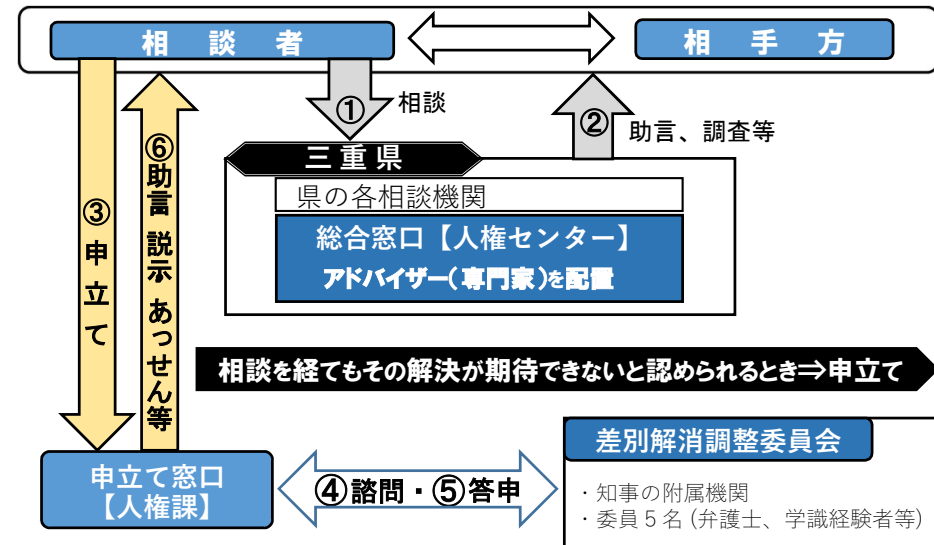 相談者
相手方
①
相談
②
助言、調査等
三重県
県の各相談機関
総合窓口【人権センター】
アドバイザー(専門家)を配置
③申立て
⑥助言 説示 あっせん等
相談を経てもその解決が期待できないと認められるとき⇒申立て
申立て窓口
【人権課】
④諮問・⑤答申
差別解消調整委員会
・知事の附属機関
・委員5名(弁護士、学識経験者等)